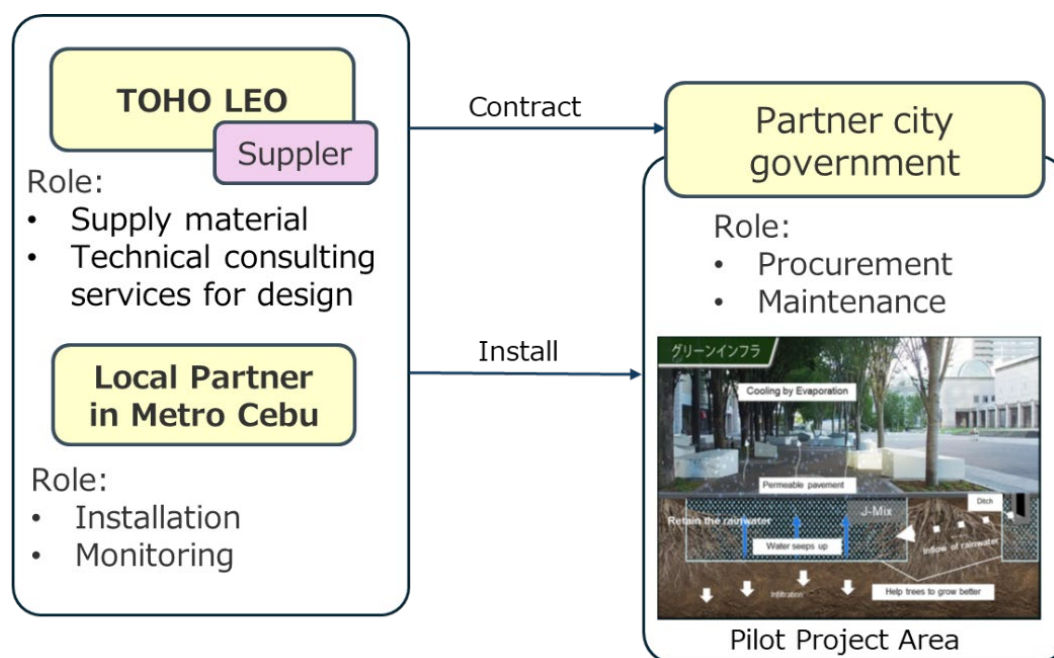 TOHO LEO
Suppler
Role:
• Supply material
• Technical consulting
services for design
Local Partner
in Metro Cebu
Role:
• Installation
• Monitoring
Contract
Install
Partner city
government
Role:
• Procurement
• Maintenance
グリーンインフラ
Cooling by Evaporation
Permeable pavement
Ditch
J-Mix
Retain the rainwater
Water seeps up
Inflow of rainwater
Infiltration
Help trees to grow better
Pilot Project Area